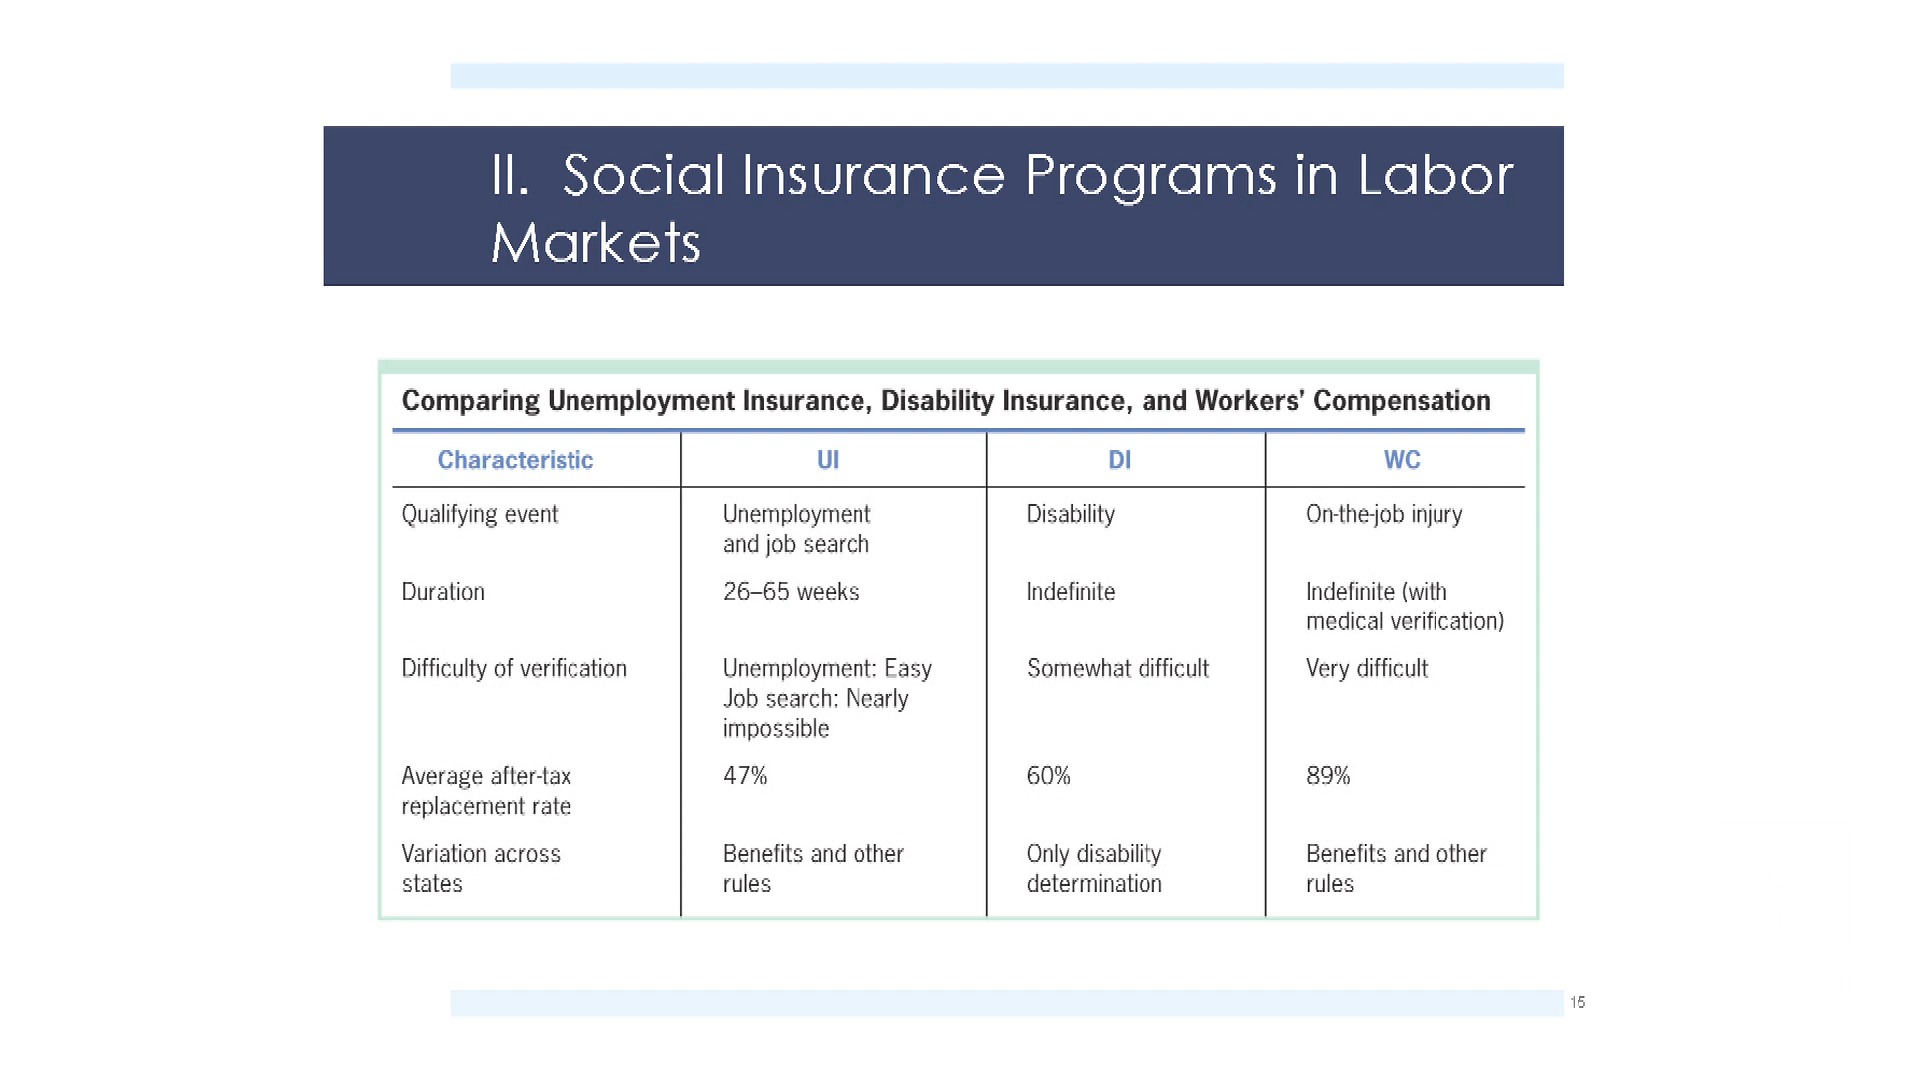 II. Social Insurance Programs in Labor
Markets
Comparing Unemployment Insurance, Disability Insurance, and Workers' Compensation
Characteristic UI DI WC
Qualifying event Unemployment Disability On-the-job injury
and job search
Duration 26–65 weeks Indefinite Indefinite (with
medical verification)
Difficulty of verification Unemployment: Easy Somewhat difficult Very difficult
Job search: Nearly
impossible
Average after-tax 47% 60% 89%
replacement rate
Variation across Benefits and other Only disability Benefits and other
states rules determination rules
15